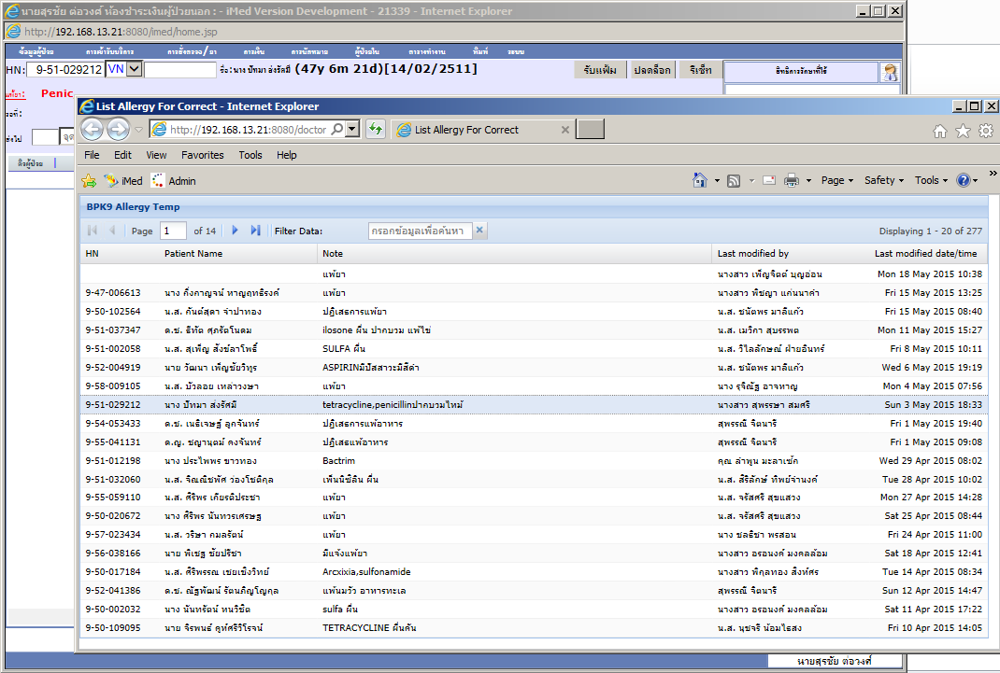 นายสุรชัย ต่อวงศ์ ห้องชำระเงินผู้ป่วยนอก : - iMed Version Development - 21339 - Internet Explorer
http://192.168.13.21:8080/imed/home.jsp
ข้อมูลผู้ป่วย การเข้ารับบริการ การสั่งตรวจ/ยา การเงิน การนัดหมาย ผู้ป่วยใน ตารางทำงาน พิมพ์ ระบบ
HN: 9-51-029212 VN ชื่อ: นาง ปัทมา ส่งรัศมี (47y 6m 21d)[14/02/2511] รับแฟ้ม ปลดล็อก รีเซ็ท สิทธิการรักษาที่ใช้
แพ้ยา: Penic
รอที่:
ส่งไป จุด
คิวผู้ป่วย
List Allergy For Correct - Internet Explorer
http://192.168.13.21:8080/doctor List Allergy For Correct
File Edit View Favorites Tools Help
iMed Admin Page Safety Tools
BPK9 Allergy Temp
Page 1 of 14 Filter Data: กรอกข้อมูลเพื่อค้นหา Displaying 1 - 20 of 277
HN Patient Name Note Last modified by Last modified date/time
แพ้ยา นางสาว เพ็ญจิตต์ บุญอ่อน Mon 18 May 2015 10:38
9-47-006613 นาง กิ่งกาญจน์ หาญฤทธิรงค์ แพ้ยา นางสาว พิชญา แก่นนาคำ Fri 15 May 2015 13:25
9-50-102564 น.ส. กันต์สุดา จำปาทอง ปฏิเสธการแพ้ยา น.ส. ชนัตพร มาลีแก้ว Fri 15 May 2015 08:40
9-51-037347 ด.ช. ธีทัต ศุภรัตโนดม ilosone ผื่น ปากบวม แพ้ไข่ น.ส. เมวิกา สุบรรพต Mon 11 May 2015 15:27
9-51-002058 น.ส. สุเพ็ญ สังข์ลาโพธิ์ SULFA ผื่น น.ส. วิไลลักษณ์ ฝ่ายอินทร์ Fri 8 May 2015 10:11
9-52-004919 นาย วัฒนา เพ็ญชัยวิทูร ASPIRINมีปัสสาวะมีสีดำ น.ส. ชนัตพร มาลีแก้ว Wed 6 May 2015 19:19
9-58-009105 น.ส. บัวลอย เหล่าวงษา แพ้ยา นาง รุจิณัฐ อาจหาญ Mon 4 May 2015 07:56
9-51-029212 นาง ปัทมา ส่งรัศมี tetracycline,penicillinปากบวมไหม้ นางสาว สุพรรษา สมศรี Sun 3 May 2015 18:33
9-54-053433 ด.ช. เนธิเจษฐ์ ลูกจันทร์ ปฏิเสธการแพ้อาหาร สุพรรณี จิตนารี Fri 1 May 2015 19:40
9-55-041131 ด.ญ. ชญานุตม์ คงจันทร์ ปฏิเสธแพ้อาหาร สุพรรณี จิตนารี Fri 1 May 2015 09:08
9-51-012198 นาง ประไพพร ขาวทอง Bactrim คุณ ลำพูน มะลาเช้ก Wed 29 Apr 2015 08:02
9-51-032060 น.ส. จิณณิชพัศ ว่องโชติกุล เพ็นนิซิลิน ผื่น น.ส. สิริลักษ์ ทิพย์จำนงค์ Tue 28 Apr 2015 10:02
9-55-059110 น.ส. ศิริพร เกียรติประชา แพ้ยา น.ส. จรัสศรี สุขแสวง Mon 27 Apr 2015 14:28
9-50-020672 นาง ศิริพร นันทวรเศรษฐ แพ้ยา น.ส. จรัสศรี สุขแสวง Sat 25 Apr 2015 08:44
9-57-023434 น.ส. วริษา กมลรัตน์ แพ้ยา นาง ชลธิชา พรสอน Fri 24 Apr 2015 11:00
9-56-038166 นาย พิเชฐ ชัยปรีชา มีแจ้งแพ้ยา นางสาว อรอนงค์ มงคลล้อม Sat 18 Apr 2015 12:41
9-50-017184 น.ส. ศิริพรรณ เชยเชิงวิทย์ Arcxixia,sulfonamide นางสาว พิกุลทอง สิงห์ศร Tue 14 Apr 2015 08:34
9-52-041386 ด.ช. ณัฐพัฒน์ รัตนภิญโญกุล แพ้นมวัว อาหารทะเล สุพรรณี จิตนารี Sun 12 Apr 2015 14:47
9-50-002032 นาง นันทรัตน์ หนวิชิต sulfa ผื่น นางสาว อรอนงค์ มงคลล้อม Sat 11 Apr 2015 17:22
9-50-109095 นาย จิรพนธ์ คูห์ศรีวิโรจน์ TETRACYCLINE ผื่นคัน น.ส. นุชจรี น้อมไธสง Fri 10 Apr 2015 14:05
นายสุรชัย ต่อวงศ์